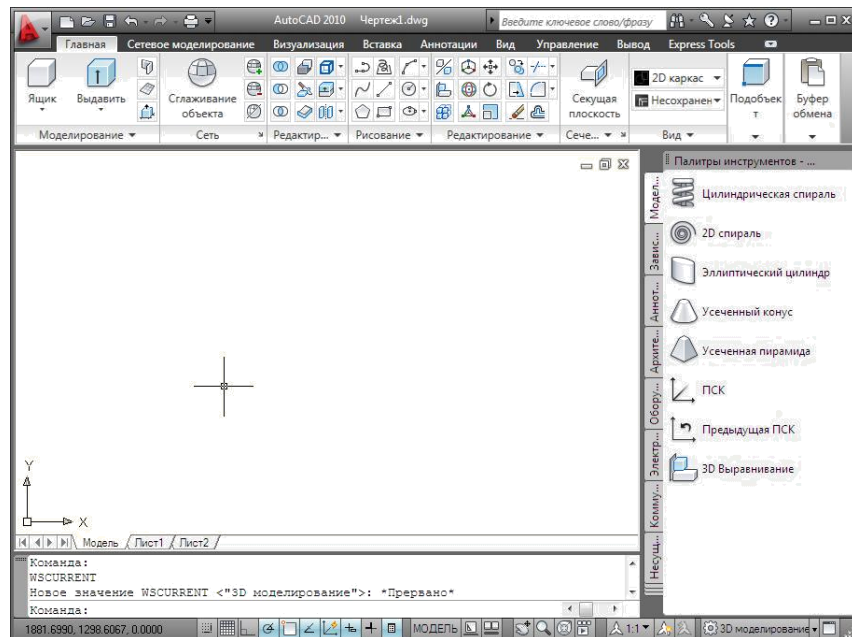 AutoCAD 2010 Чертеж1.dwg Введите ключевое слово/фразу
Главная Сетевое моделирование Визуализация Вставка Аннотации Вид Управление Вывод Express Tools
Ящик Выдавить Сглаживание объекта Секущая плоскость 2D каркас Несохранен Подобъек т Буфер обмена
Моделирование Сеть Редактир... Рисование Редактирование Сече... Вид
Палитры инструментов - ...
Цилиндрическая спираль
2D спираль
Эллиптический цилиндр
Усеченный конус
Усеченная пирамида
ПСК
Предыдущая ПСК
3D Выравнивание
Модел...
Завис...
Аннот...
Архите...
Обору...
Электр...
Комму...
Несущ...
Y
X
Модель Лист1 Лист2
Команда:
WSCURRENT
Новое значение WSCURRENT <"3D моделирование">: *Прервано*
Команда:
1881.6990, 1298.6067, 0.0000 МОДЕЛЬ 1:1 3D моделирование